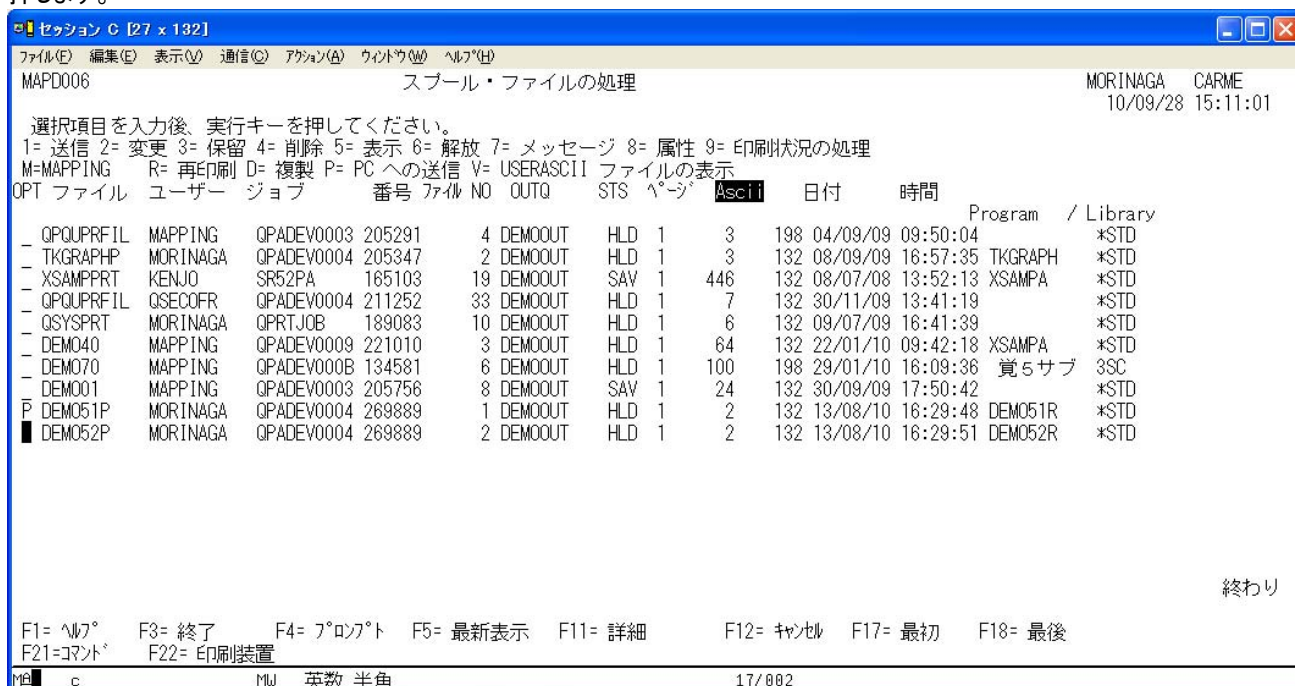 セッション C [27 x 132]
ファイル(F) 編集(E) 表示(V) 通信(C) アクション(A) ウィンドウ(W) ヘルプ(H)
MAPD006 スプール・ファイルの処理 MORINAGA CARME
10/09/28 15:11:01
選択項目を入力後、実行キーを押してください。
1= 送信 2= 変更 3= 保留 4= 削除 5= 表示 6= 解放 7= メッセージ 8= 属性 9= 印刷状況の処理
M=MAPPING R= 再印刷 D= 複製 P= PC への送信 V= USERASCII ファイルの表示
OPT ファイル ユーザー ジョブ 番号 ファイル NO OUTQ STS ページ Ascii 日付 時間
Program / Library
_ QPQUPRFIL MAPPING QPADEV0003 205291 4 DEMOOUT HLD 1 3 198 04/09/09 09:50:04 *STD
_ TKGRAPHP MORINAGA QPADEV0004 205347 2 DEMOOUT HLD 1 3 132 08/09/09 16:57:35 TKGRAPH *STD
_ XSAMPPRT KENJO SR52PA 165103 19 DEMOOUT SAV 1 446 132 08/07/08 13:52:13 XSAMPA *STD
_ QPQUPRFIL QSECOFR QPADEV0004 211252 33 DEMOOUT HLD 1 7 132 30/11/09 13:41:19 *STD
_ QSYSPRT MORINAGA QPRTJOB 189083 10 DEMOOUT HLD 1 6 132 09/07/09 16:41:39 *STD
_ DEMO40 MAPPING QPADEV0009 221010 3 DEMOOUT HLD 1 64 132 22/01/10 09:42:18 XSAMPA *STD
_ DEMO70 MAPPING QPADEV000B 134581 6 DEMOOUT HLD 1 100 198 29/01/10 16:09:36 覚5サブ 3SC
_ DEMO01 MAPPING QPADEV0003 205756 8 DEMOOUT SAV 1 24 132 30/09/09 17:50:42 *STD
P DEMO51P MORINAGA QPADEV0004 269889 1 DEMOOUT HLD 1 2 132 13/08/10 16:29:48 DEMO51R *STD
DEMO52P MORINAGA QPADEV0004 269889 2 DEMOOUT HLD 1 2 132 13/08/10 16:29:51 DEMO52R *STD
終わり
F1= ヘルプ F3= 終了 F4= プロンプト F5= 最新表示 F11= 詳細 F12= キャンセル F17= 最初 F18= 最後
F21=コマンド F22= 印刷装置
MA c MW 英数 半角 17/002